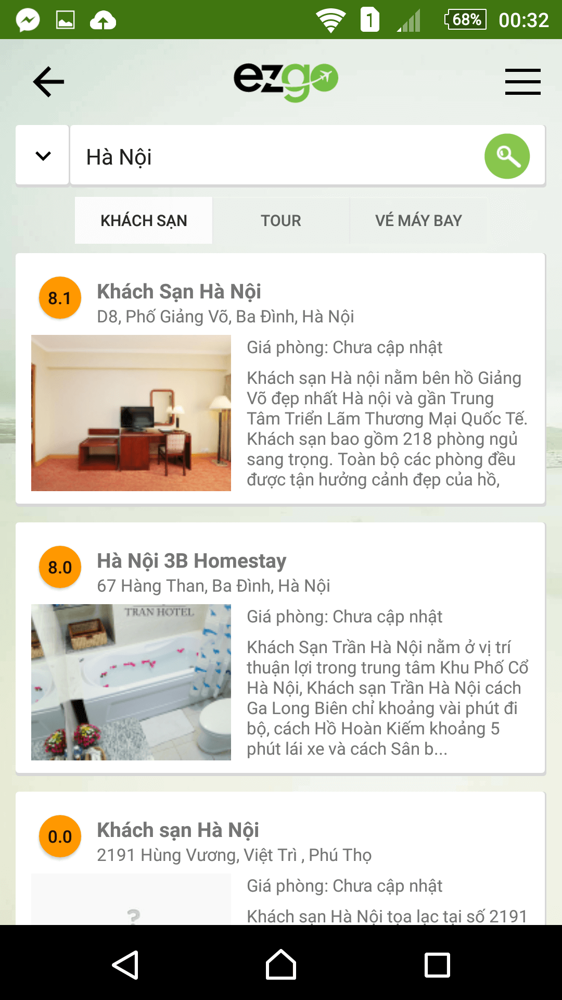 1 68% 00:32
ezgo
Hà Nội
KHÁCH SẠN TOUR VÉ MÁY BAY
8.1 Khách Sạn Hà Nội
D8, Phố Giảng Võ, Ba Đình, Hà Nội
Giá phòng: Chưa cập nhật
Khách sạn Hà nội nằm bên hồ Giảng
Võ đẹp nhất Hà nội và gần Trung
Tâm Triển Lãm Thương Mại Quốc Tế.
Khách sạn bao gồm 218 phòng ngủ
sang trọng. Toàn bộ các phòng đều
được tận hưởng cảnh đẹp của hồ,
8.0 Hà Nội 3B Homestay
67 Hàng Than, Ba Đình, Hà Nội
TRAN HOTEL
Giá phòng: Chưa cập nhật
Khách Sạn Trần Hà Nội nằm ở vị trí
thuận lợi trong trung tâm Khu Phố Cổ
Hà Nội, Khách sạn Trần Hà Nội cách
Ga Long Biên chỉ khoảng vài phút đi
bộ, cách Hồ Hoàn Kiếm khoảng 5
phút lái xe và cách Sân b...
0.0 Khách sạn Hà Nội
2191 Hùng Vương, Việt Trì , Phú Thọ
?
Giá phòng: Chưa cập nhật
Khách sạn Hà Nội tọa lạc tại số 2191